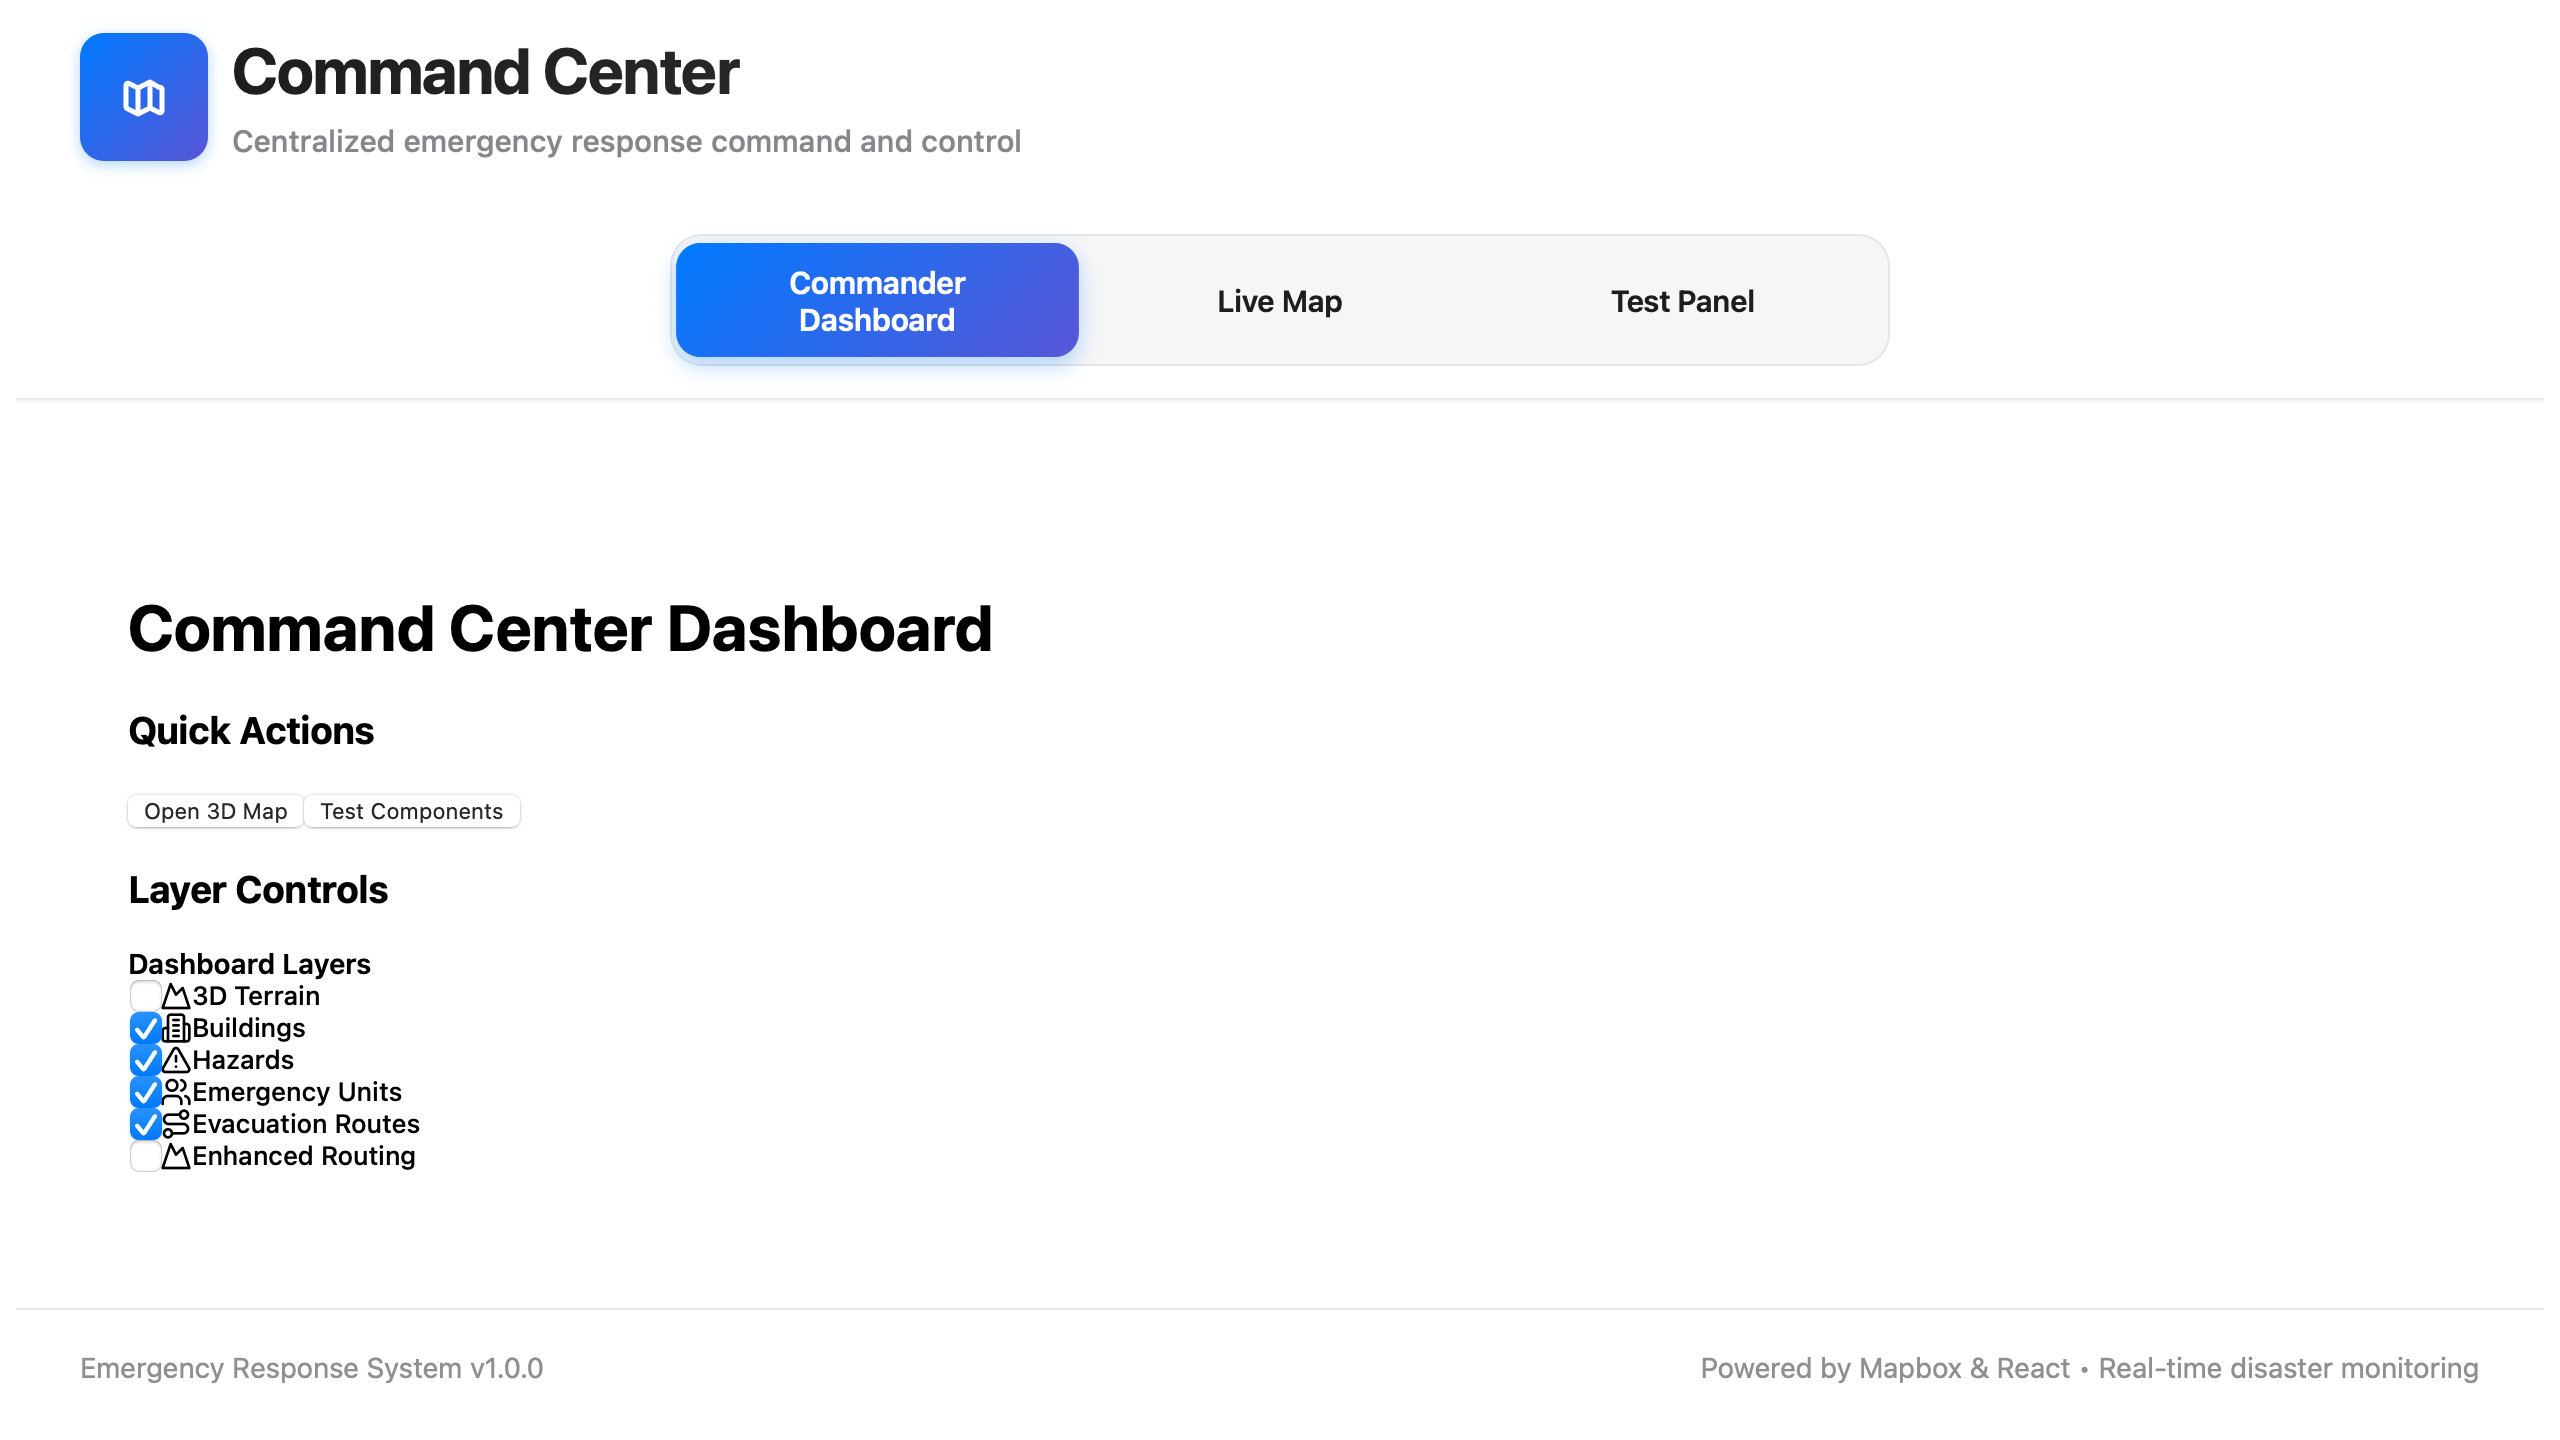 Command Center
Centralized emergency response command and control
Commander
Dashboard
Live Map
Test Panel
Command Center Dashboard
Quick Actions
Open 3D Map
Test Components
Layer Controls
Dashboard Layers
3D Terrain
Buildings
Hazards
Emergency Units
Evacuation Routes
Enhanced Routing
Emergency Response System v1.0.0
Powered by Mapbox & React • Real-time disaster monitoring